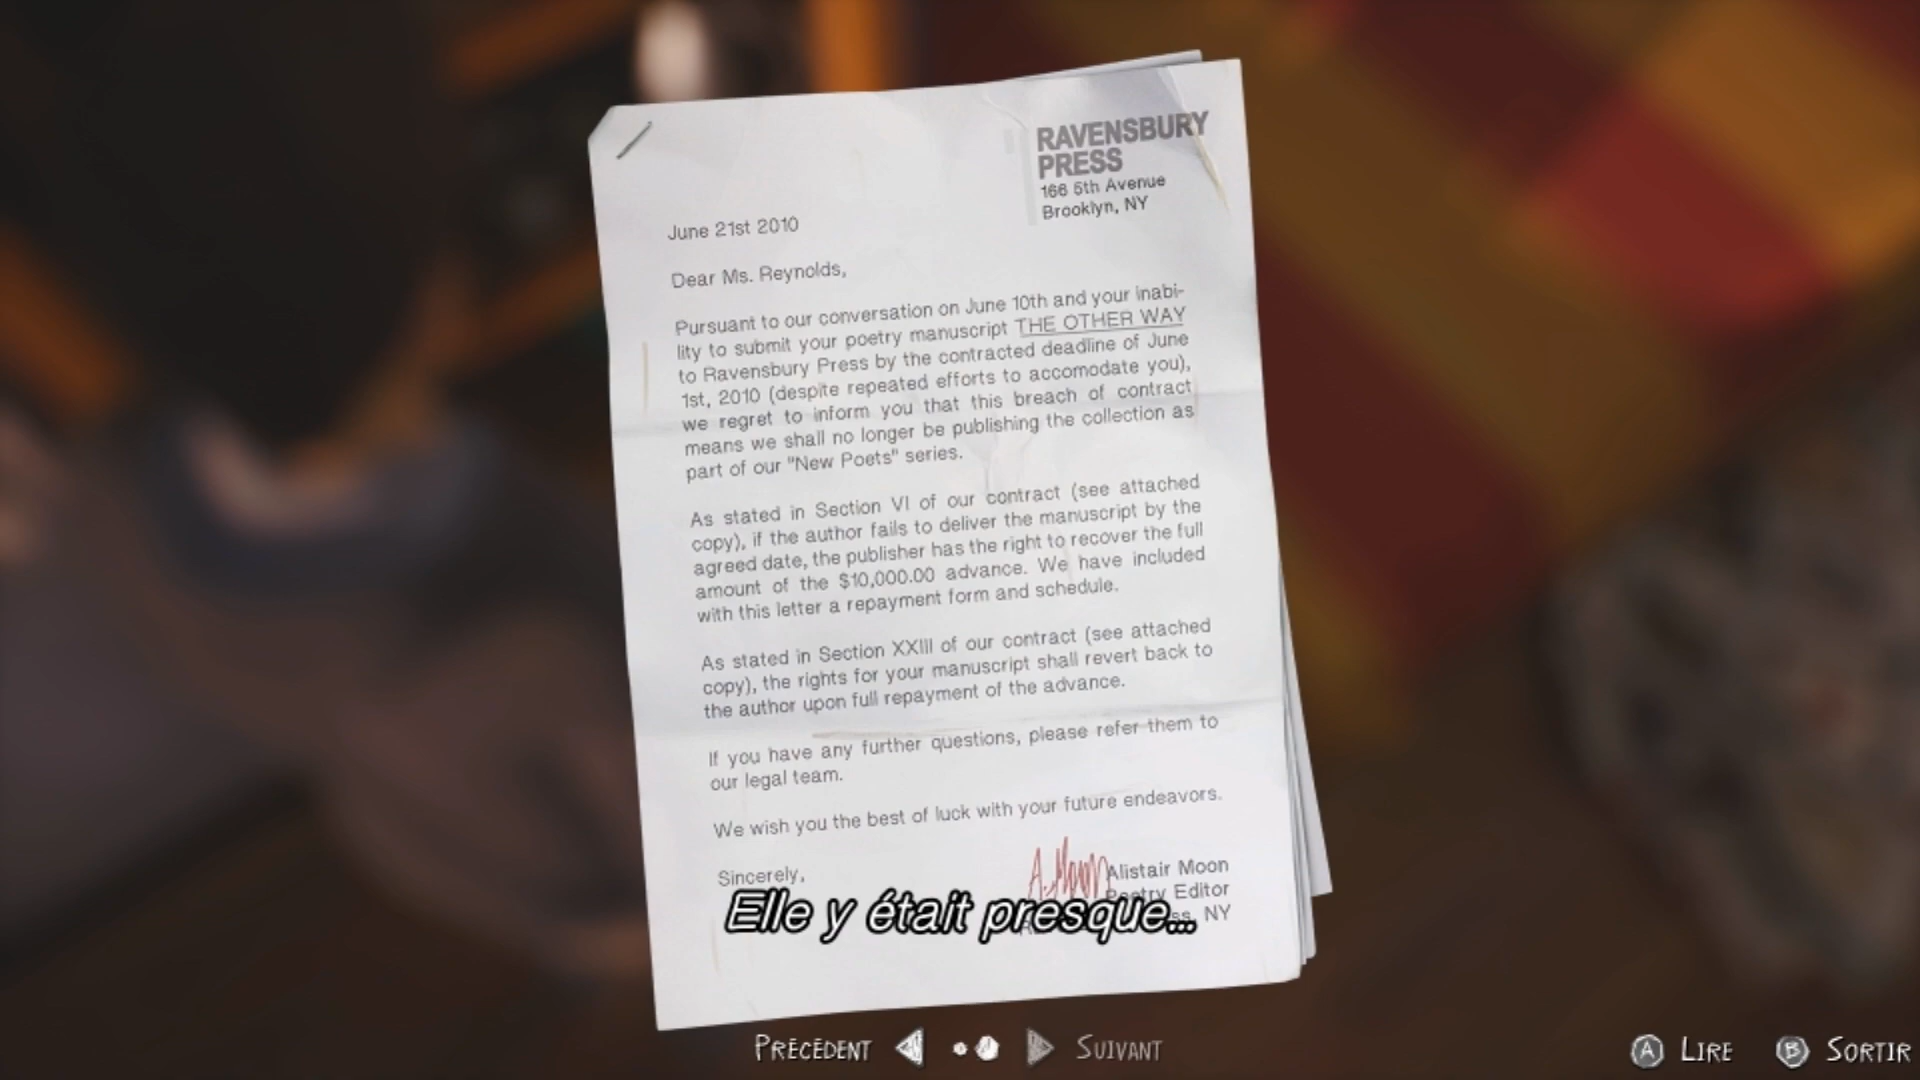 RAVENSBURY
PRESS
166 5th Avenue
Brooklyn, NY
June 21st 2010
Dear Ms. Reynolds,
Pursuant to our conversation on June 10th and your inabi-
lity to submit your poetry manuscript THE OTHER WAY
to Ravensbury Press by the contracted deadline of June
1st, 2010 (despite repeated efforts to accomodate you),
we regret to inform you that this breach of contract
means we shall no longer be publishing the collection as
part of our "New Poets" series.
As stated in Section VI of our contract (see attached
copy), if the author fails to deliver the manuscript by the
agreed date, the publisher has the right to recover the full
amount of the $10,000.00 advance. We have included
with this letter a repayment form and schedule.
As stated in Section XXIII of our contract (see attached
copy), the rights for your manuscript shall revert back to
the author upon full repayment of the advance.
If you have any further questions, please refer them to
our legal team.
We wish you the best of luck with your future endeavors.
Sincerely,
A. Moon
Alistair Moon
Poetry Editor
NY
Elle y était presque...
PRÉCÉDENT
SUIVANT
A LIRE
B SORTIR